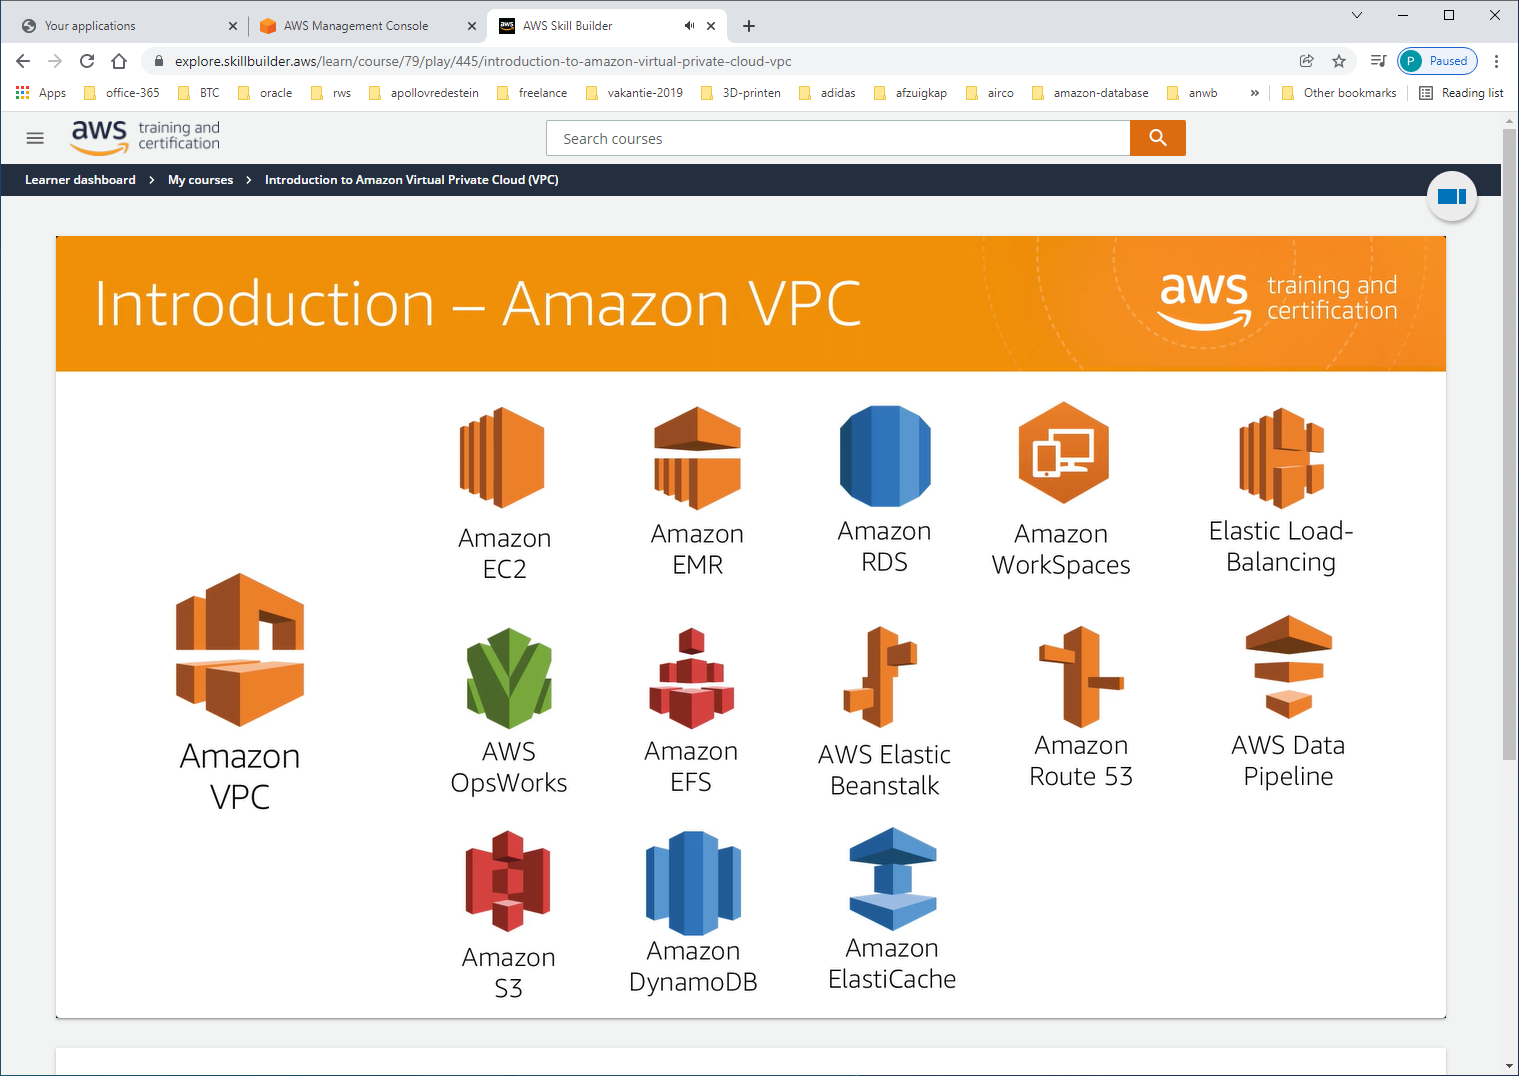 Your applications
AWS Management Console
aws
AWS Skill Builder
explore.skillbuilder.aws/learn/course/79/play/445/introduction-to-amazon-virtual-private-cloud-vpc
P Paused
Apps
office-365
BTC
oracle
rws
apollovredestein
freelance
vakantie-2019
3D-printen
adidas
afzuigkap
airco
amazon-database
anwb
»
Other bookmarks
Reading list
aws training and
certification
Search courses
Learner dashboard > My courses > Introduction to Amazon Virtual Private Cloud (VPC)
Introduction – Amazon VPC
aws training and
certification
Amazon
VPC
Amazon
EC2
Amazon
EMR
Amazon
RDS
Amazon
WorkSpaces
Elastic Load-
Balancing
AWS
OpsWorks
Amazon
EFS
AWS Elastic
Beanstalk
Amazon
Route 53
AWS Data
Pipeline
Amazon
S3
Amazon
DynamoDB
Amazon
ElastiCache